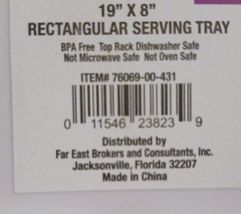 19" X 8"
RECTANGULAR SERVING TRAY
BPA Free Top Rack Dishwasher Safe
Not Microwave Safe Not Oven Safe
ITEM# 76069-00-431
0 11546 23823 9
Distributed by
Far East Brokers and Consultants, Inc.
Jacksonville, Florida 32207
Made in China